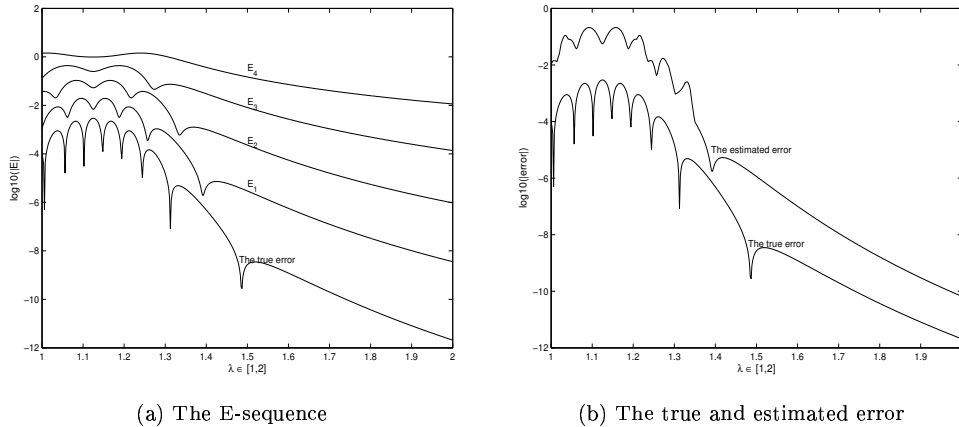 2
0
−2
−4
−6
−8
−10
−12
log10(|E|)
E4
E3
E2
E1
The true error
1 1.1 1.2 1.3 1.4 1.5 1.6 1.7 1.8 1.9 2
λ ∈ [1,2]
(a) The E-sequence
0
−2
−4
−6
−8
−10
−12
log10(|error|)
The estimated error
The true error
1 1.1 1.2 1.3 1.4 1.5 1.6 1.7 1.8 1.9 2
λ ∈ [1,2]
(b) The true and estimated error